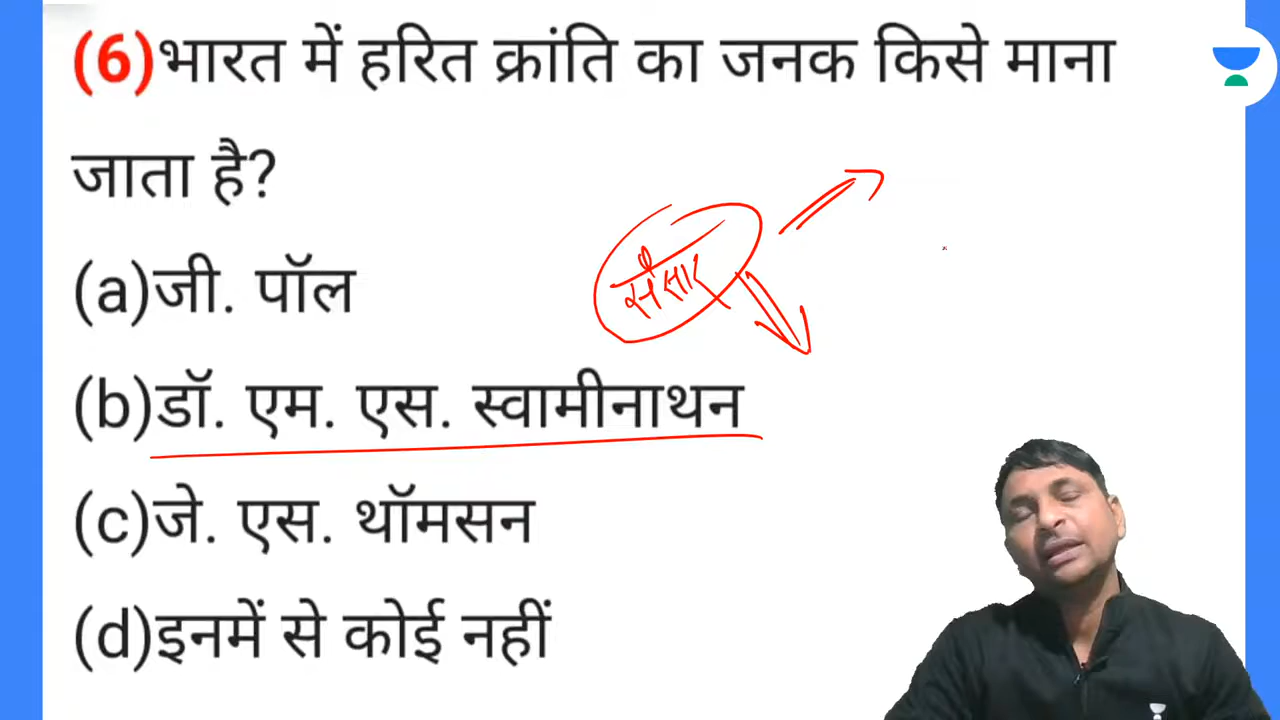 (6)भारत में हरित क्रांति का जनक किसे माना
जाता है?
संसार
(a)जी. पॉल
(b)डॉ. एम. एस. स्वामीनाथन
(c)जे. एस. थॉमसन
(d)इनमें से कोई नहीं